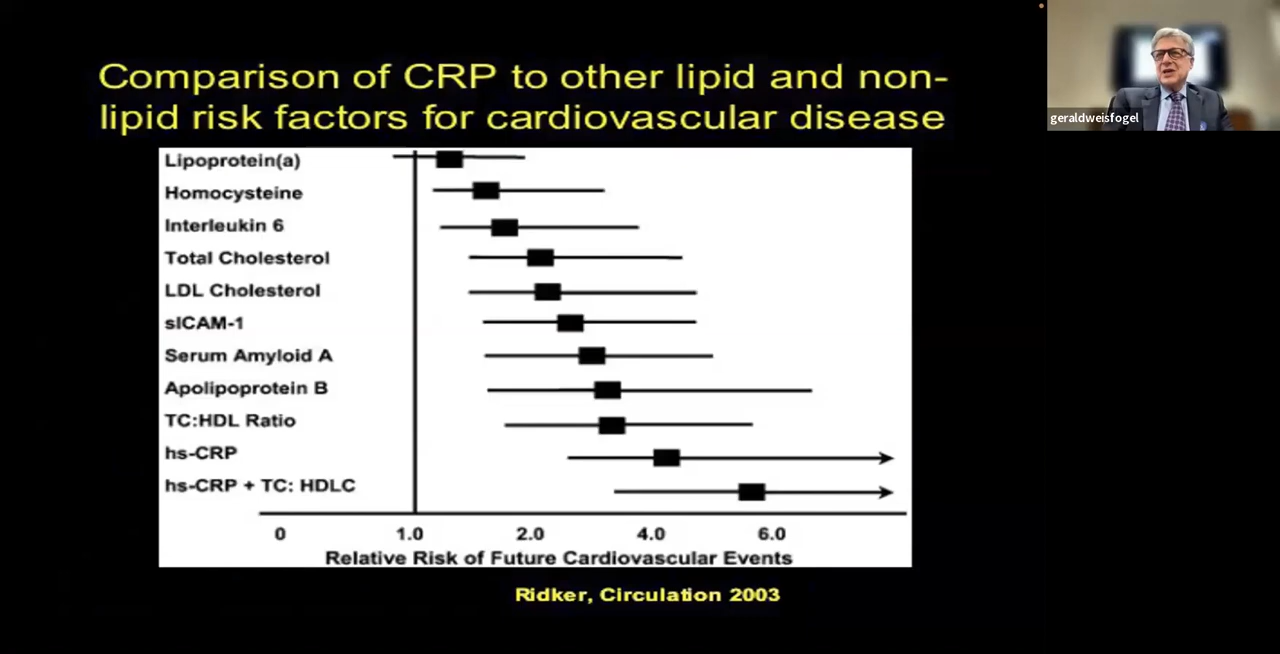 Comparison of CRP to other lipid and non-
lipid risk factors for cardiovascular disease
geraldweisfogel
Lipoprotein(a)
Homocysteine
Interleukin 6
Total Cholesterol
LDL Cholesterol
sICAM-1
Serum Amyloid A
Apolipoprotein B
TC:HDL Ratio
hs-CRP
hs-CRP + TC: HDLC
0 1.0 2.0 4.0 6.0
Relative Risk of Future Cardiovascular Events
Ridker, Circulation 2003